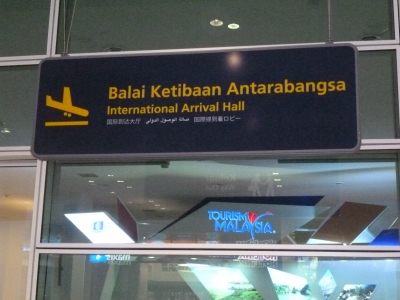 Balai Ketibaan Antarabangsa
International Arrival Hall
国际到达大厅 صالة الوصول الدولي 国際線到着ロビー
TOURISM
MALAYSIA